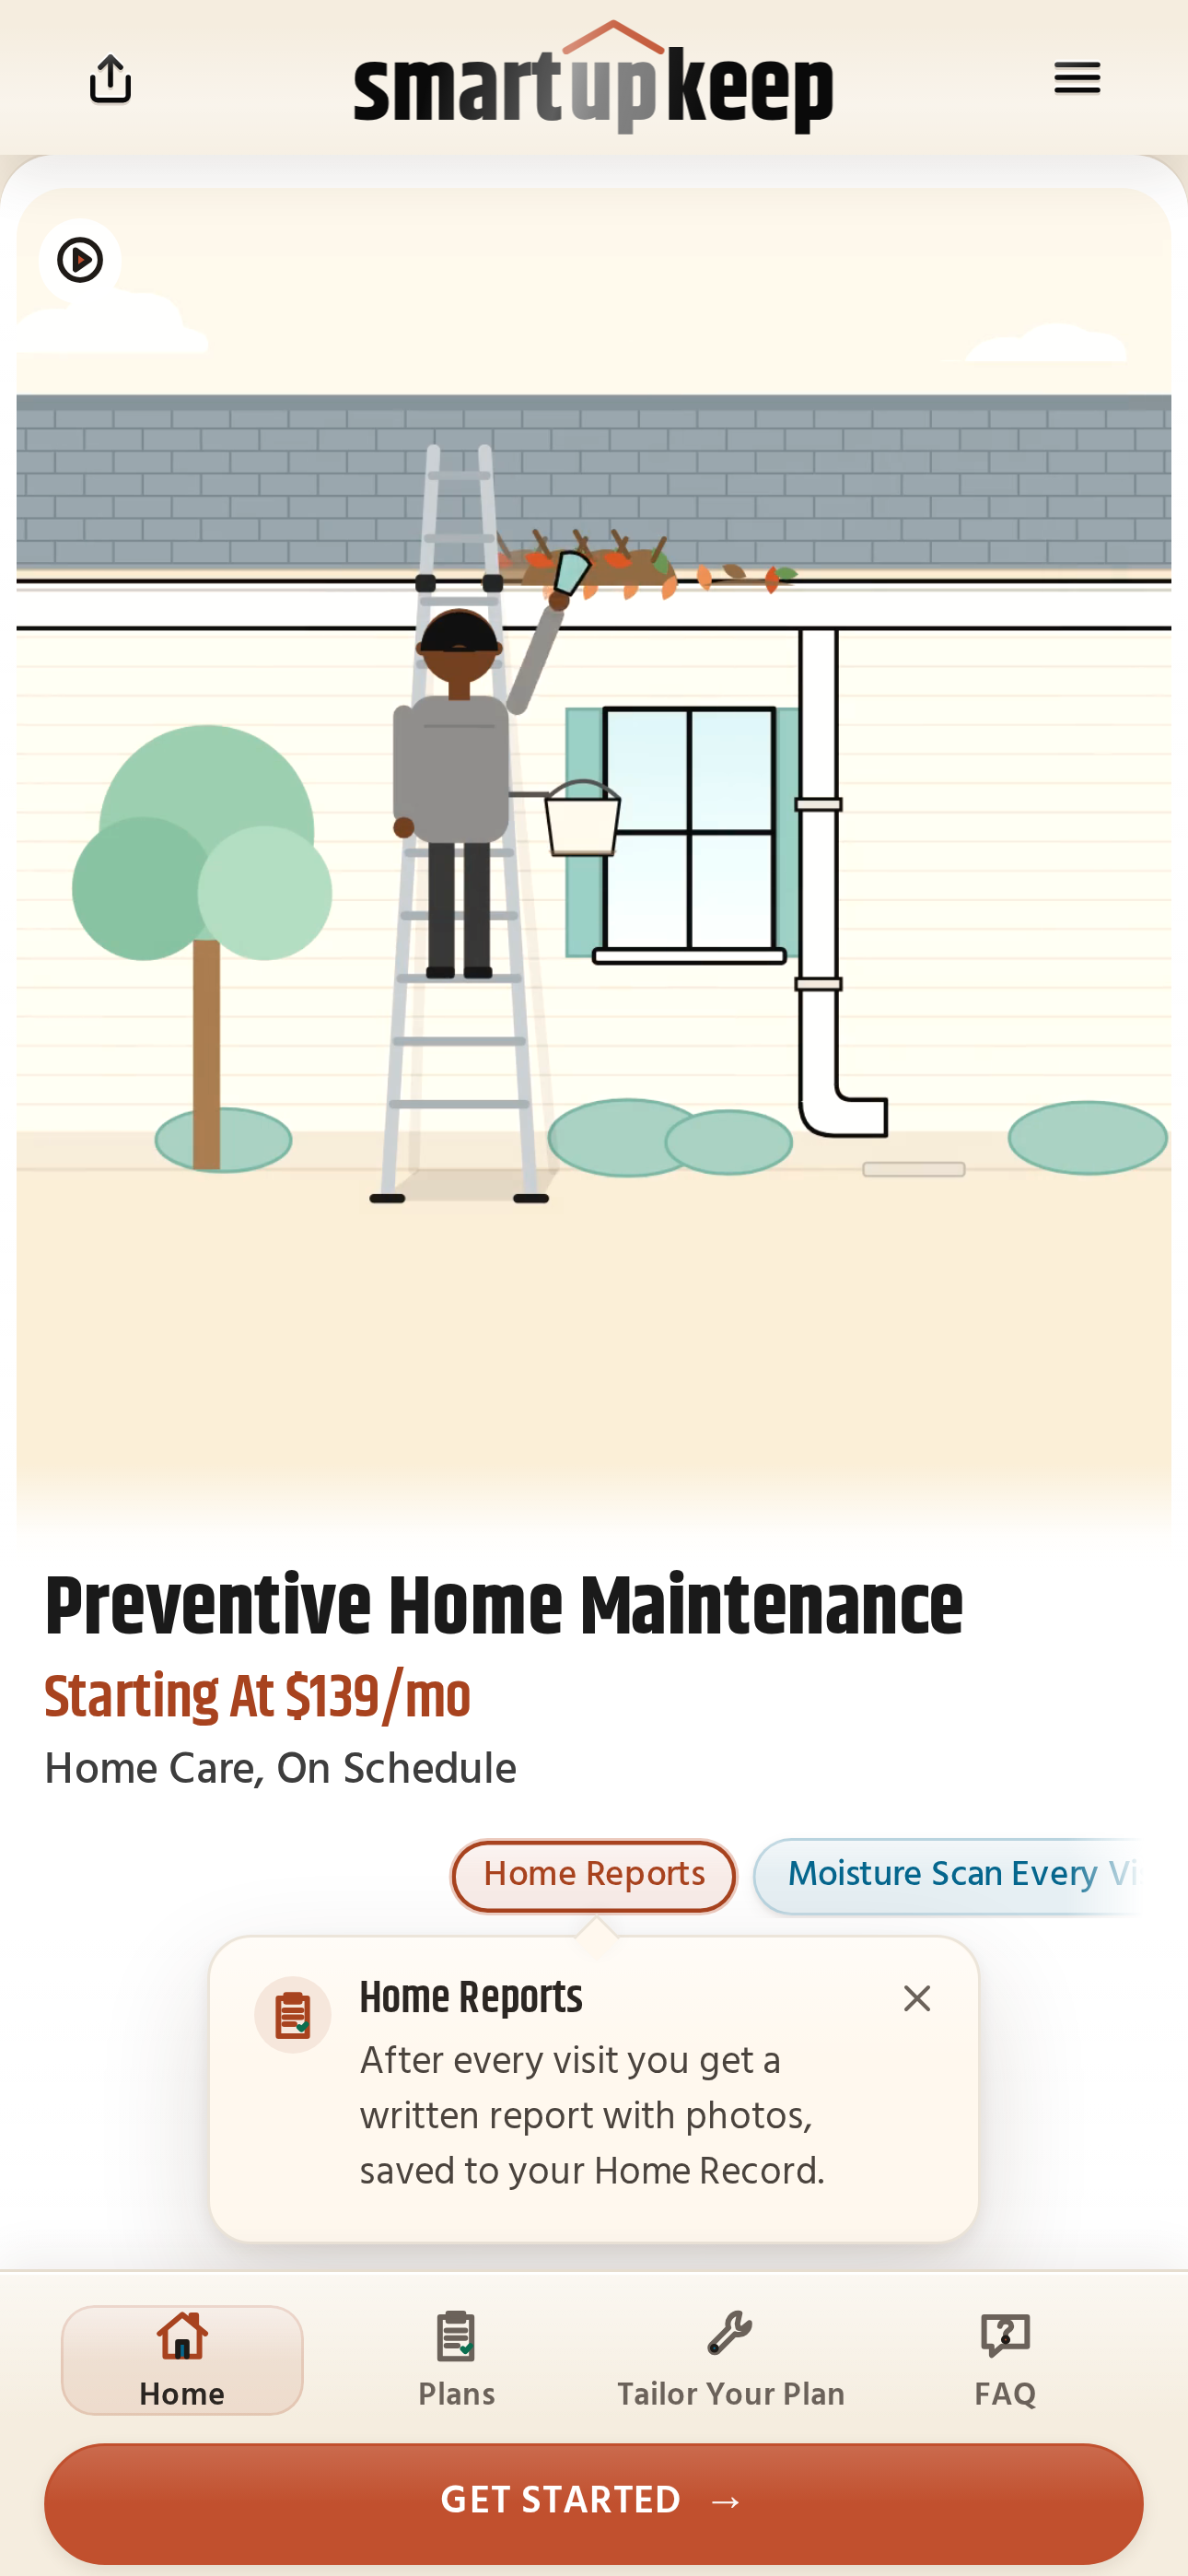 smartupkeep
Preventive Home Maintenance
Starting At $139/mo
Home Care, On Schedule
Home Reports
Moisture Scan Every
Home Reports
After every visit you get a
written report with photos,
saved to your Home Record.
Home
Plans
Tailor Your Plan
FAQ
GET STARTED →